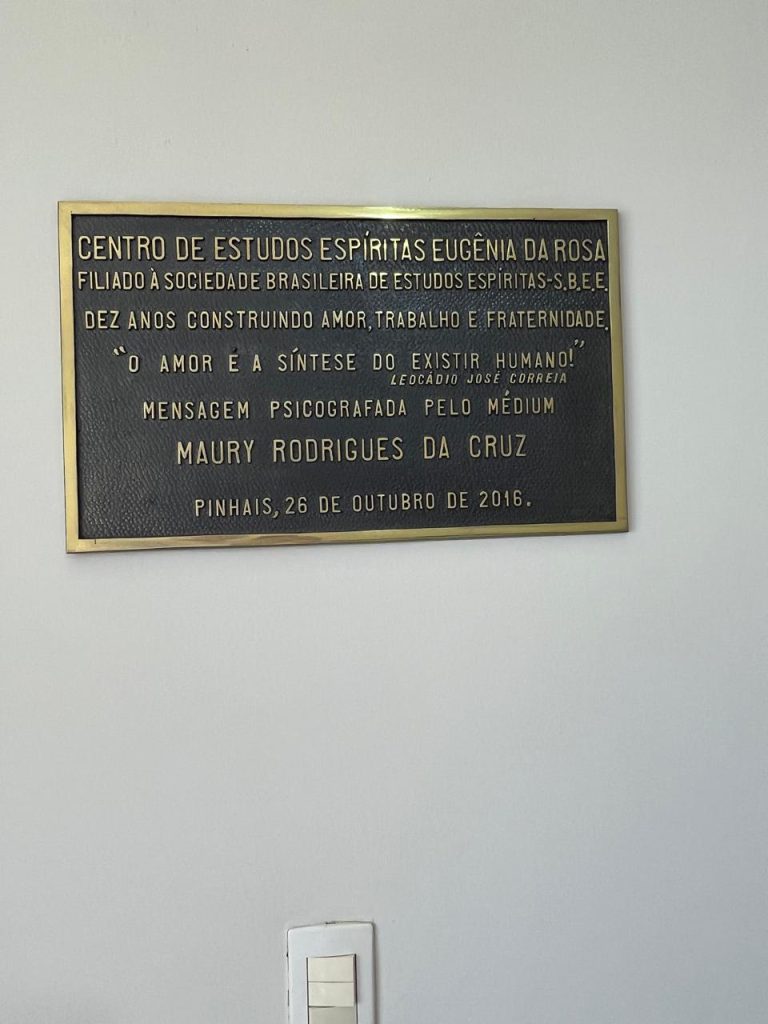 CENTRO DE ESTUDOS ESPÍRITAS EUGÊNIA DA ROSA
FILIADO À SOCIEDADE BRASILEIRA DE ESTUDOS ESPÍRITAS-S.B.E.E.
DEZ ANOS CONSTRUINDO AMOR, TRABALHO E FRATERNIDADE.
"O AMOR É A SÍNTESE DO EXISTIR HUMANO!"
LEOCÁDIO JOSÉ CORREIA
MENSAGEM PSICOGRAFADA PELO MÉDIUM
MAURY RODRIGUES DA CRUZ
PINHAIS, 26 DE OUTUBRO DE 2016.